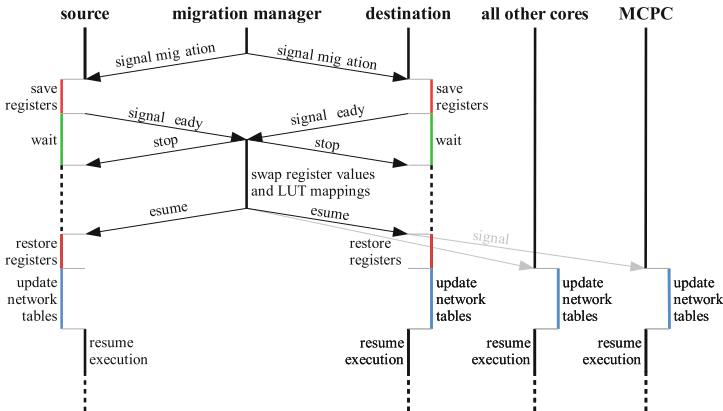 source migration manager destination all other cores MCPC
signal mig ation
signal mig ation
save
registers
save
registers
signal eady
signal eady
wait
wait
stop
stop
swap register values
and LUT mappings
esume
esume
signal
restore
registers
restore
registers
update
network
tables
update
network
tables
update
network
tables
update
network
tables
resume
execution
resume
execution
resume
execution
resume
execution